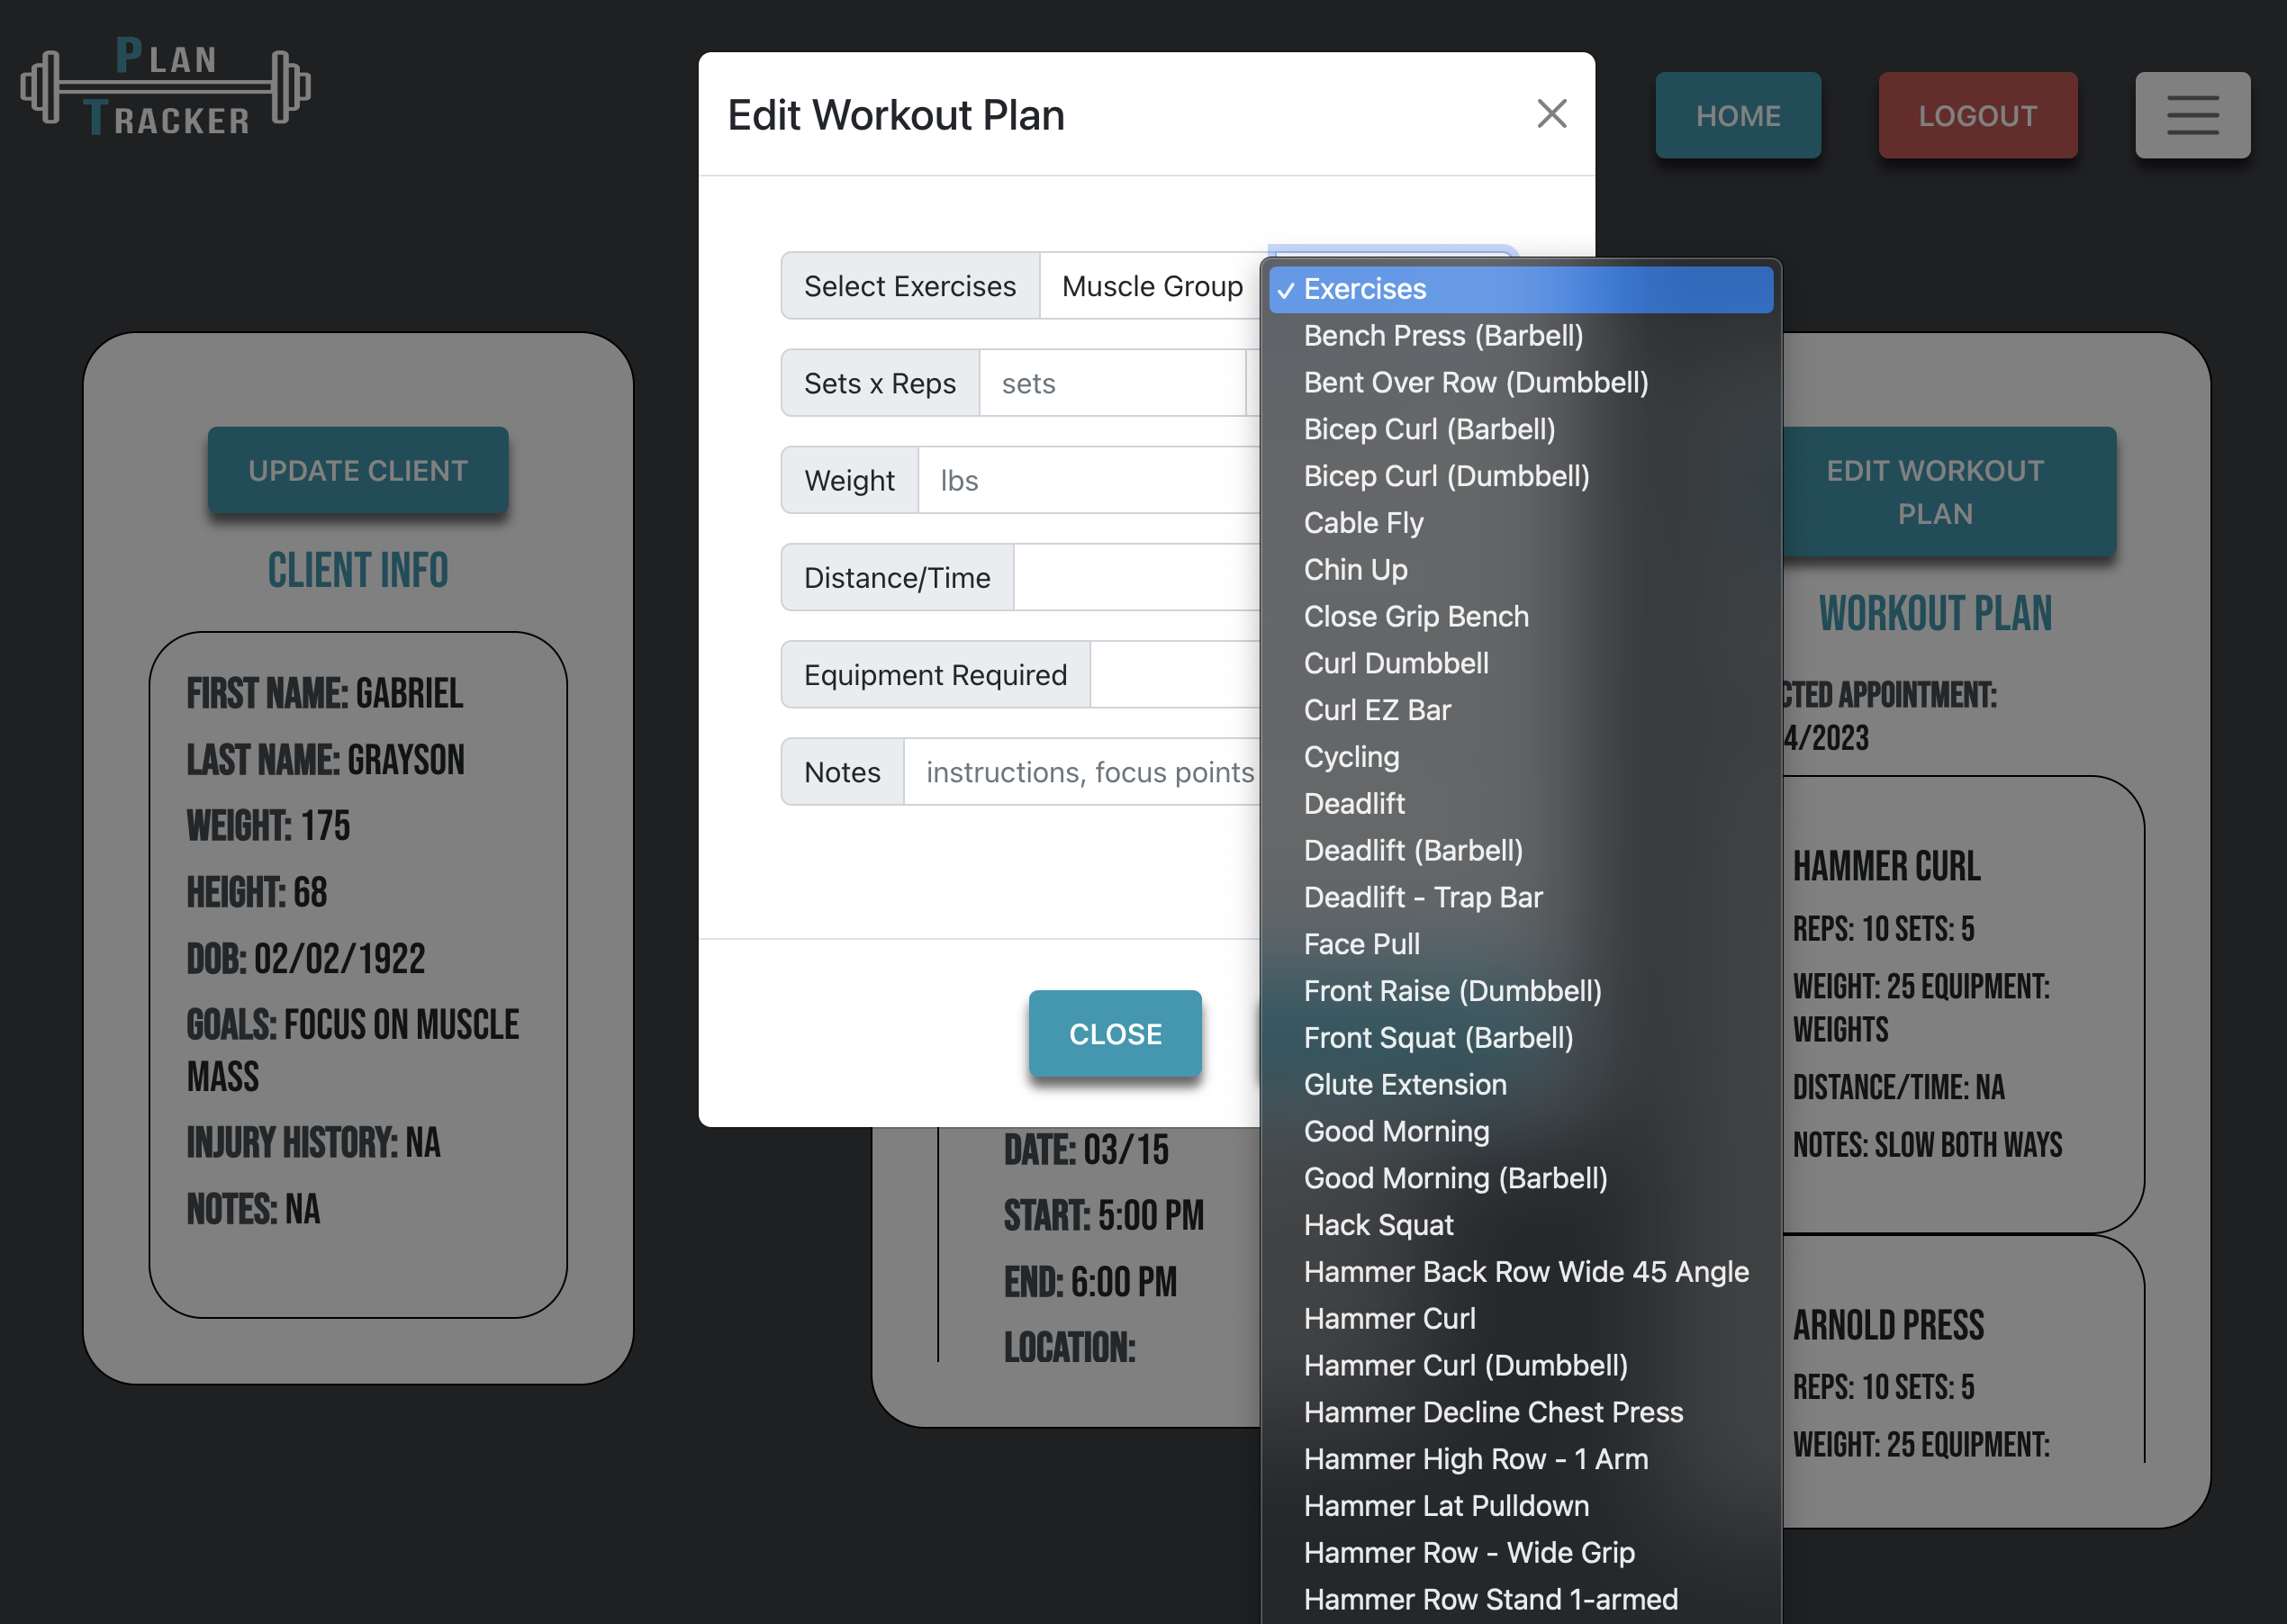 PLAN
TRACKER
HOME
LOGOUT
Edit Workout Plan
Select Exercises
Muscle Group
Sets x Reps
sets
Weight
lbs
Distance/Time
Equipment Required
Notes
instructions, focus points
CLOSE
Exercises
Bench Press (Barbell)
Bent Over Row (Dumbbell)
Bicep Curl (Barbell)
Bicep Curl (Dumbbell)
Cable Fly
Chin Up
Close Grip Bench
Curl Dumbbell
Curl EZ Bar
Cycling
Deadlift
Deadlift (Barbell)
Deadlift - Trap Bar
Face Pull
Front Raise (Dumbbell)
Front Squat (Barbell)
Glute Extension
Good Morning
Good Morning (Barbell)
Hack Squat
Hammer Back Row Wide 45 Angle
Hammer Curl
Hammer Curl (Dumbbell)
Hammer Decline Chest Press
Hammer High Row - 1 Arm
Hammer Lat Pulldown
Hammer Row - Wide Grip
Hammer Row Stand 1-armed
UPDATE CLIENT
CLIENT INFO
FIRST NAME: GABRIEL
LAST NAME: GRAYSON
WEIGHT: 175
HEIGHT: 68
DOB: 02/02/1922
GOALS: FOCUS ON MUSCLE
MASS
INJURY HISTORY: NA
NOTES: NA
DATE: 03/15
START: 5:00 PM
END: 6:00 PM
LOCATION:
EDIT WORKOUT
PLAN
WORKOUT PLAN
CTED APPOINTMENT:
4/2023
HAMMER CURL
REPS: 10 SETS: 5
WEIGHT: 25 EQUIPMENT:
WEIGHTS
DISTANCE/TIME: NA
NOTES: SLOW BOTH WAYS
ARNOLD PRESS
REPS: 10 SETS: 5
WEIGHT: 25 EQUIPMENT: